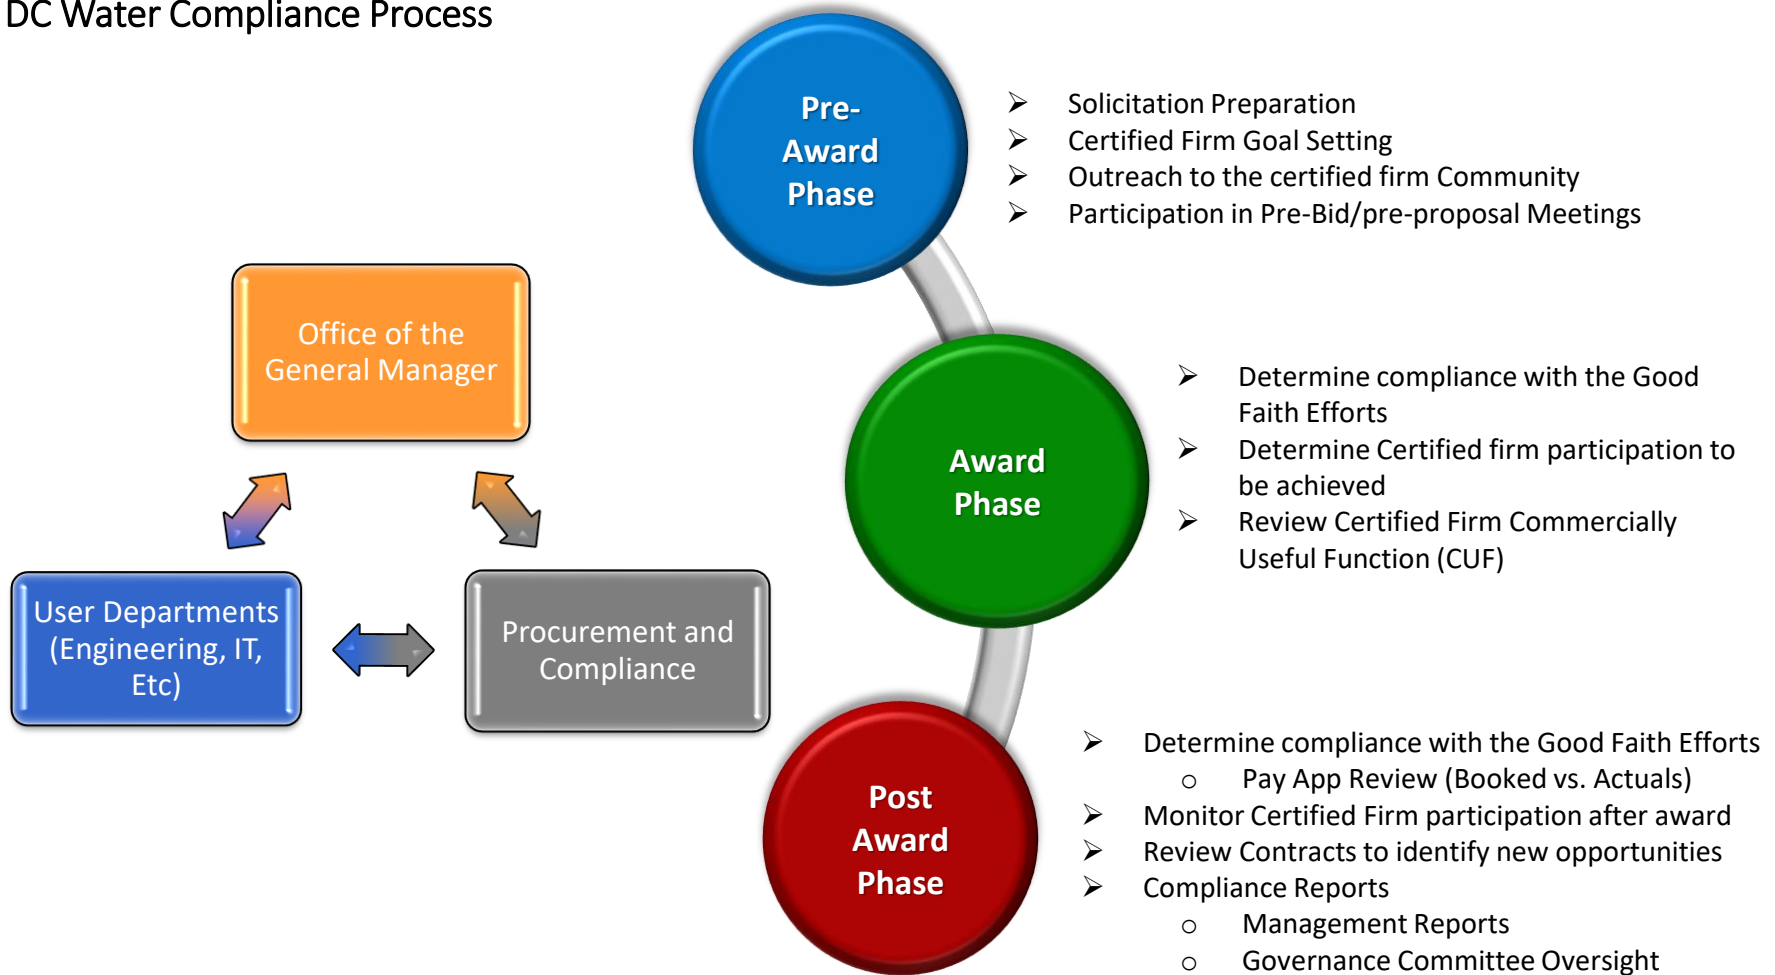 DC Water Compliance Process
Pre-
Award
Phase
➢ Solicitation Preparation
➢ Certified Firm Goal Setting
➢ Outreach to the certified firm Community
➢ Participation in Pre-Bid/pre-proposal Meetings
Office of the
General Manager
User Departments
(Engineering, IT,
Etc)
Procurement and
Compliance
Award
Phase
➢ Determine compliance with the Good
Faith Efforts
➢ Determine Certified firm participation to
be achieved
➢ Review Certified Firm Commercially
Useful Function (CUF)
Post
Award
Phase
➢ Determine compliance with the Good Faith Efforts
o Pay App Review (Booked vs. Actuals)
➢ Monitor Certified Firm participation after award
➢ Review Contracts to identify new opportunities
➢ Compliance Reports
o Management Reports
o Governance Committee Oversight